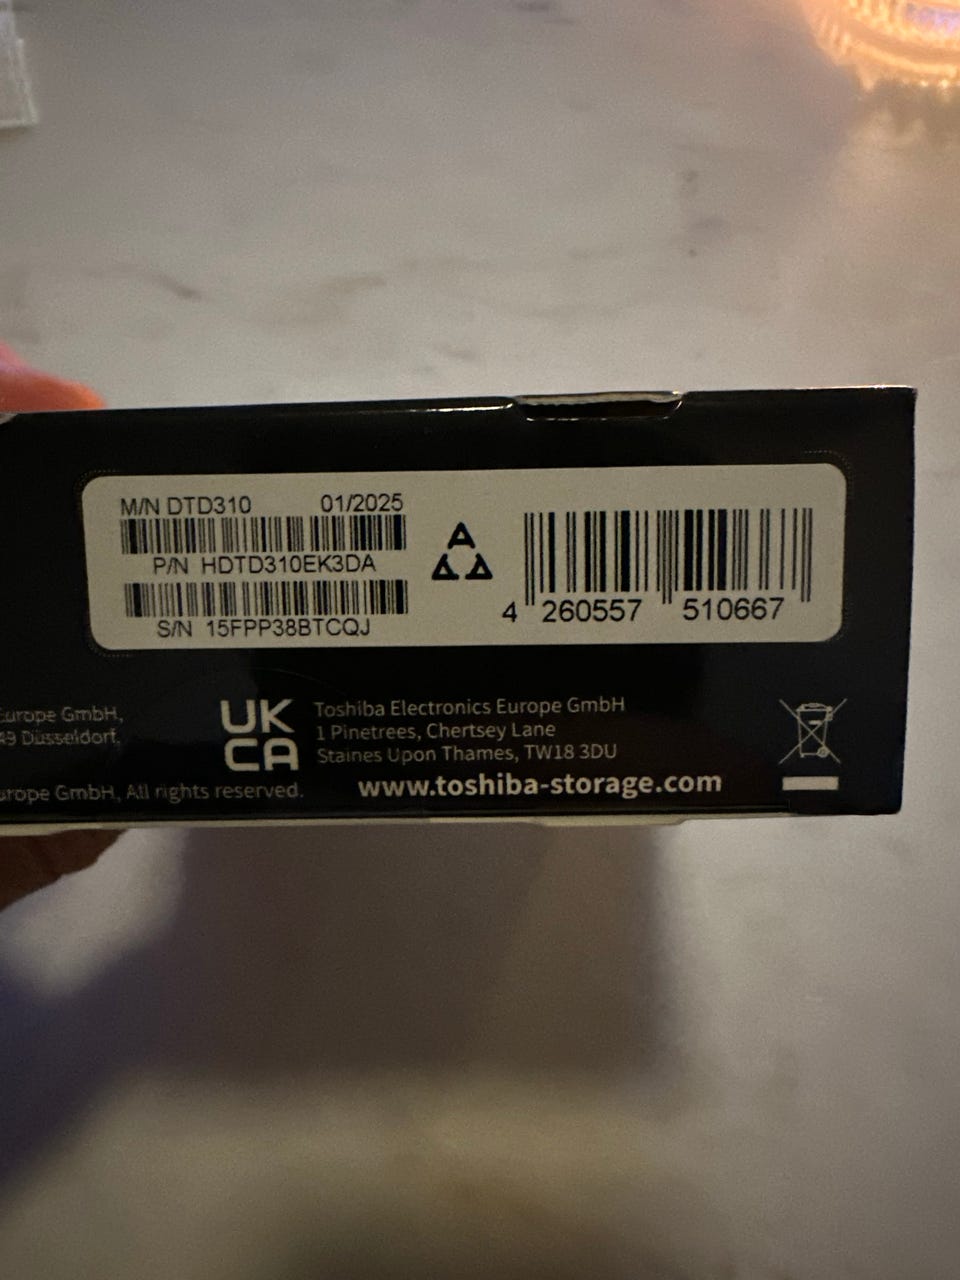 M/N DTD310 01/2025
P/N HDTD310EK3DA
S/N 15FPP38BTCQJ
4 260557 510667
Europe GmbH,
49 Düsseldorf,
UK
CA
Toshiba Electronics Europe GmbH
1 Pinetrees, Chertsey Lane
Staines Upon Thames, TW18 3DU
Europe GmbH, All rights reserved.
www.toshiba-storage.com